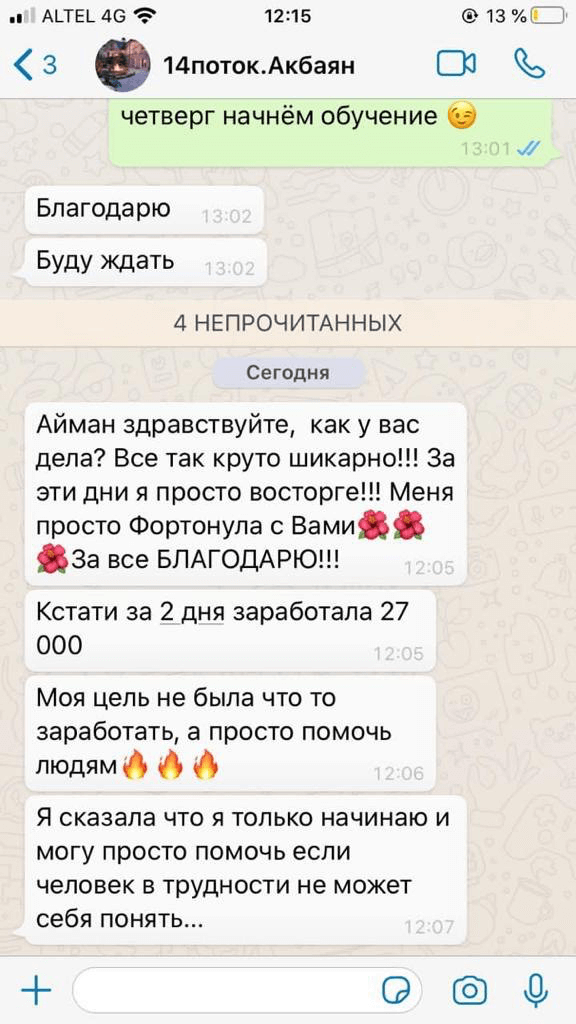 ALTEL 4G 12:15 13 %
3 14поток.Акбаян
четверг начнём обучение 😉
13:01
Благодарю 13:02
Буду ждать 13:02
4 НЕПРОЧИТАННЫХ
Сегодня
Айман здравствуйте, как у вас
дела? Все так круто шикарно!!! За
эти дни я просто восторге!!! Меня
просто Фортонула с Вами🌺🌺
🌺За все БЛАГОДАРЮ!!! 12:05
Кстати за 2 дня заработала 27
000 12:05
Моя цель не была что то
заработать, а просто помочь
людям🔥🔥🔥 12:06
Я сказала что я только начинаю и
могу просто помочь если
человек в трудности не может
себя понять... 12:07